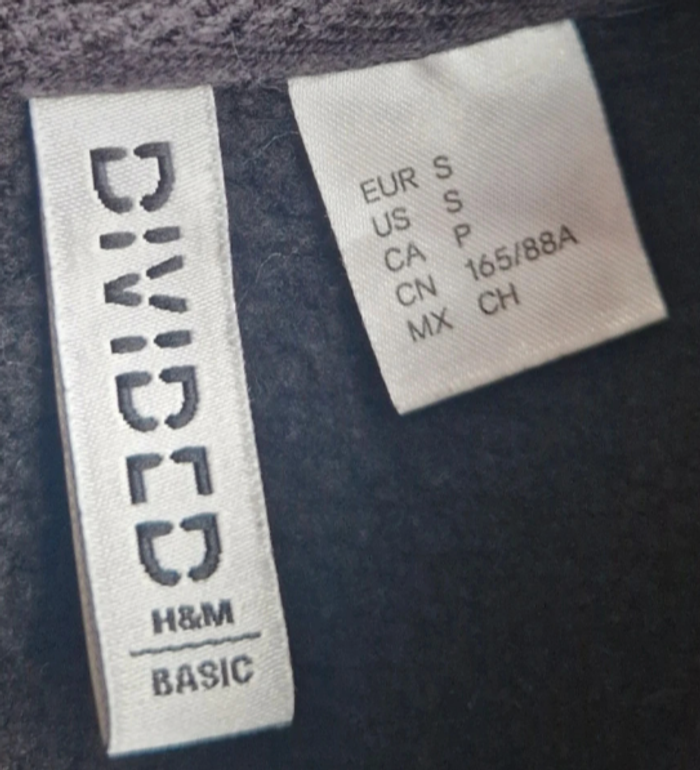 DIVIDED
H&M
BASIC
EUR S
US S
CA P
CN 165/88A
MX CH